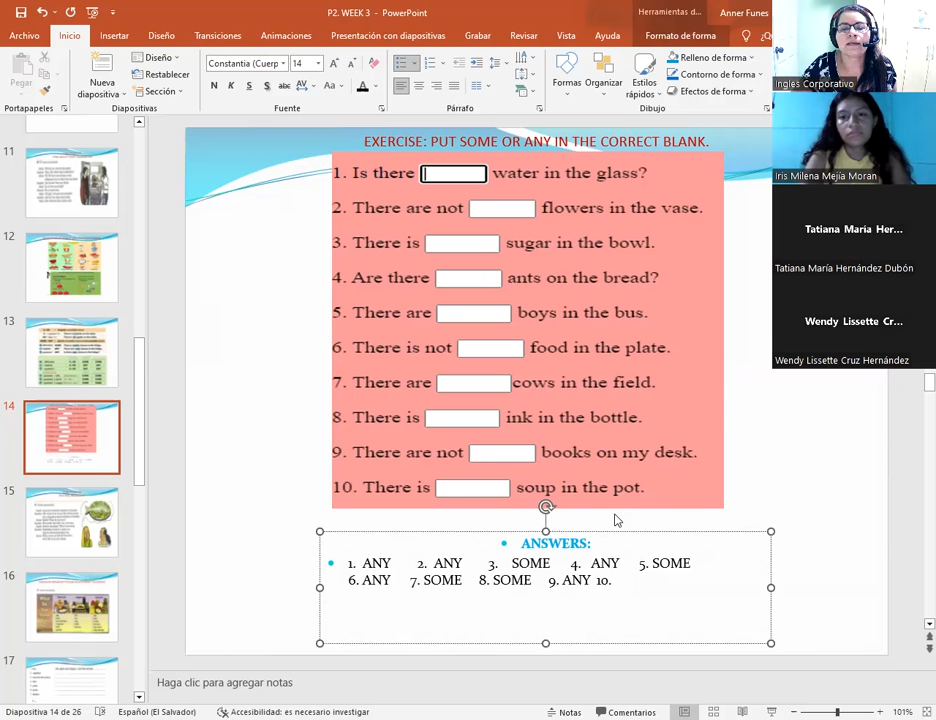 P2. WEEK 3 - PowerPoint
Herramientas d...
Anner Funes
Archivo
Inicio
Insertar
Diseño
Transiciones
Animaciones
Presentación con diapositivas
Grabar
Revisar
Vista
Ayuda
Formato de forma
Pegar
Portapapeles
Nueva
diapositiva
Diseño
Restablecer
Sección
Diapositivas
Constantia (Cuerp
14
N K S abc AV Aa A
Fuente
Párrafo
Formas
Organizar
Estilos
rápidos
Relleno de forma
Contorno de forma
Efectos de forma
Dibujo
Ingles Corporativo
Iris Milena Mejía Moran
Tatiana María Her...
Tatiana María Hernández Dubón
Wendy Lissette Cr...
Wendy Lissette Cruz Hernández
11
12
13
14
15
16
17
EXERCISE: PUT SOME OR ANY IN THE CORRECT BLANK.
1. Is there water in the glass?
2. There are not flowers in the vase.
3. There is sugar in the bowl.
4. Are there ants on the bread?
5. There are boys in the bus.
6. There is not food in the plate.
7. There are cows in the field.
8. There is ink in the bottle.
9. There are not books on my desk.
10. There is soup in the pot.
• ANSWERS:
• 1. ANY 2. ANY 3. SOME 4. ANY 5. SOME
6. ANY 7. SOME 8. SOME 9. ANY 10.
Haga clic para agregar notas
Diapositiva 14 de 26
Español (El Salvador)
Accesibilidad: es necesario investigar
Notas
Comentarios
101%